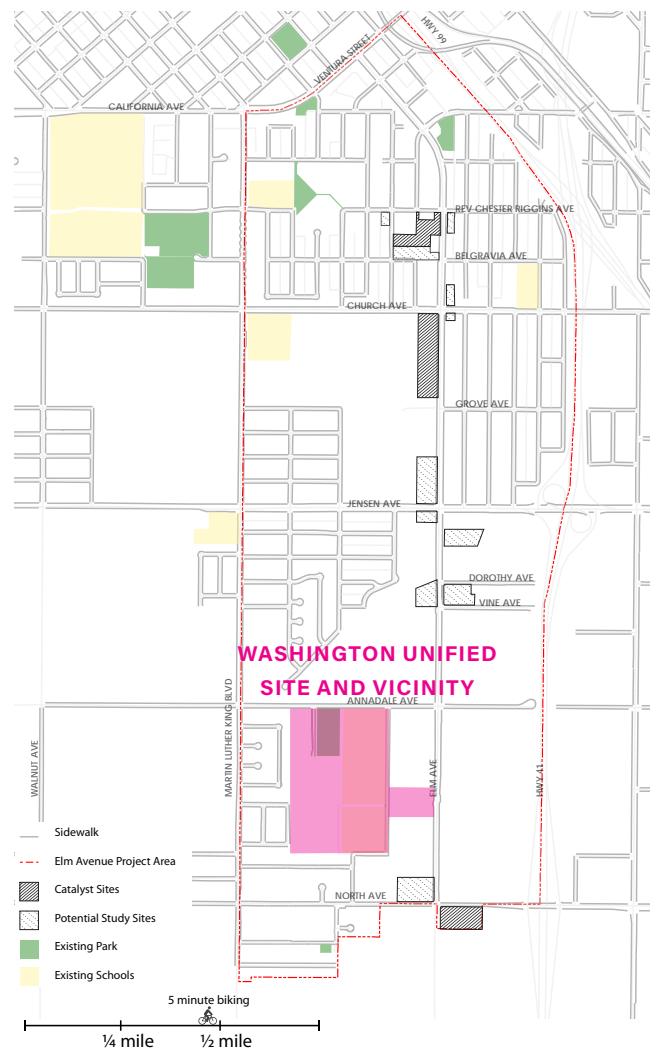 HWY 99
VENTURA STREET
CALIFORNIA AVE
REV CHESTER RIGGINS AVE
BELGRAVIA AVE
CHURCH AVE
GROVE AVE
JENSEN AVE
DOROTHY AVE
VINE AVE
WASHINGTON UNIFIED
SITE AND VICINITY
ANNADALE AVE
WALNUT AVE
MARTIN LUTHER KING BLVD
ELM AVE
HWY 41
NORTH AVE
Sidewalk
Elm Avenue Project Area
Catalyst Sites
Potential Study Sites
Existing Park
Existing Schools
5 minute biking
¼ mile
½ mile